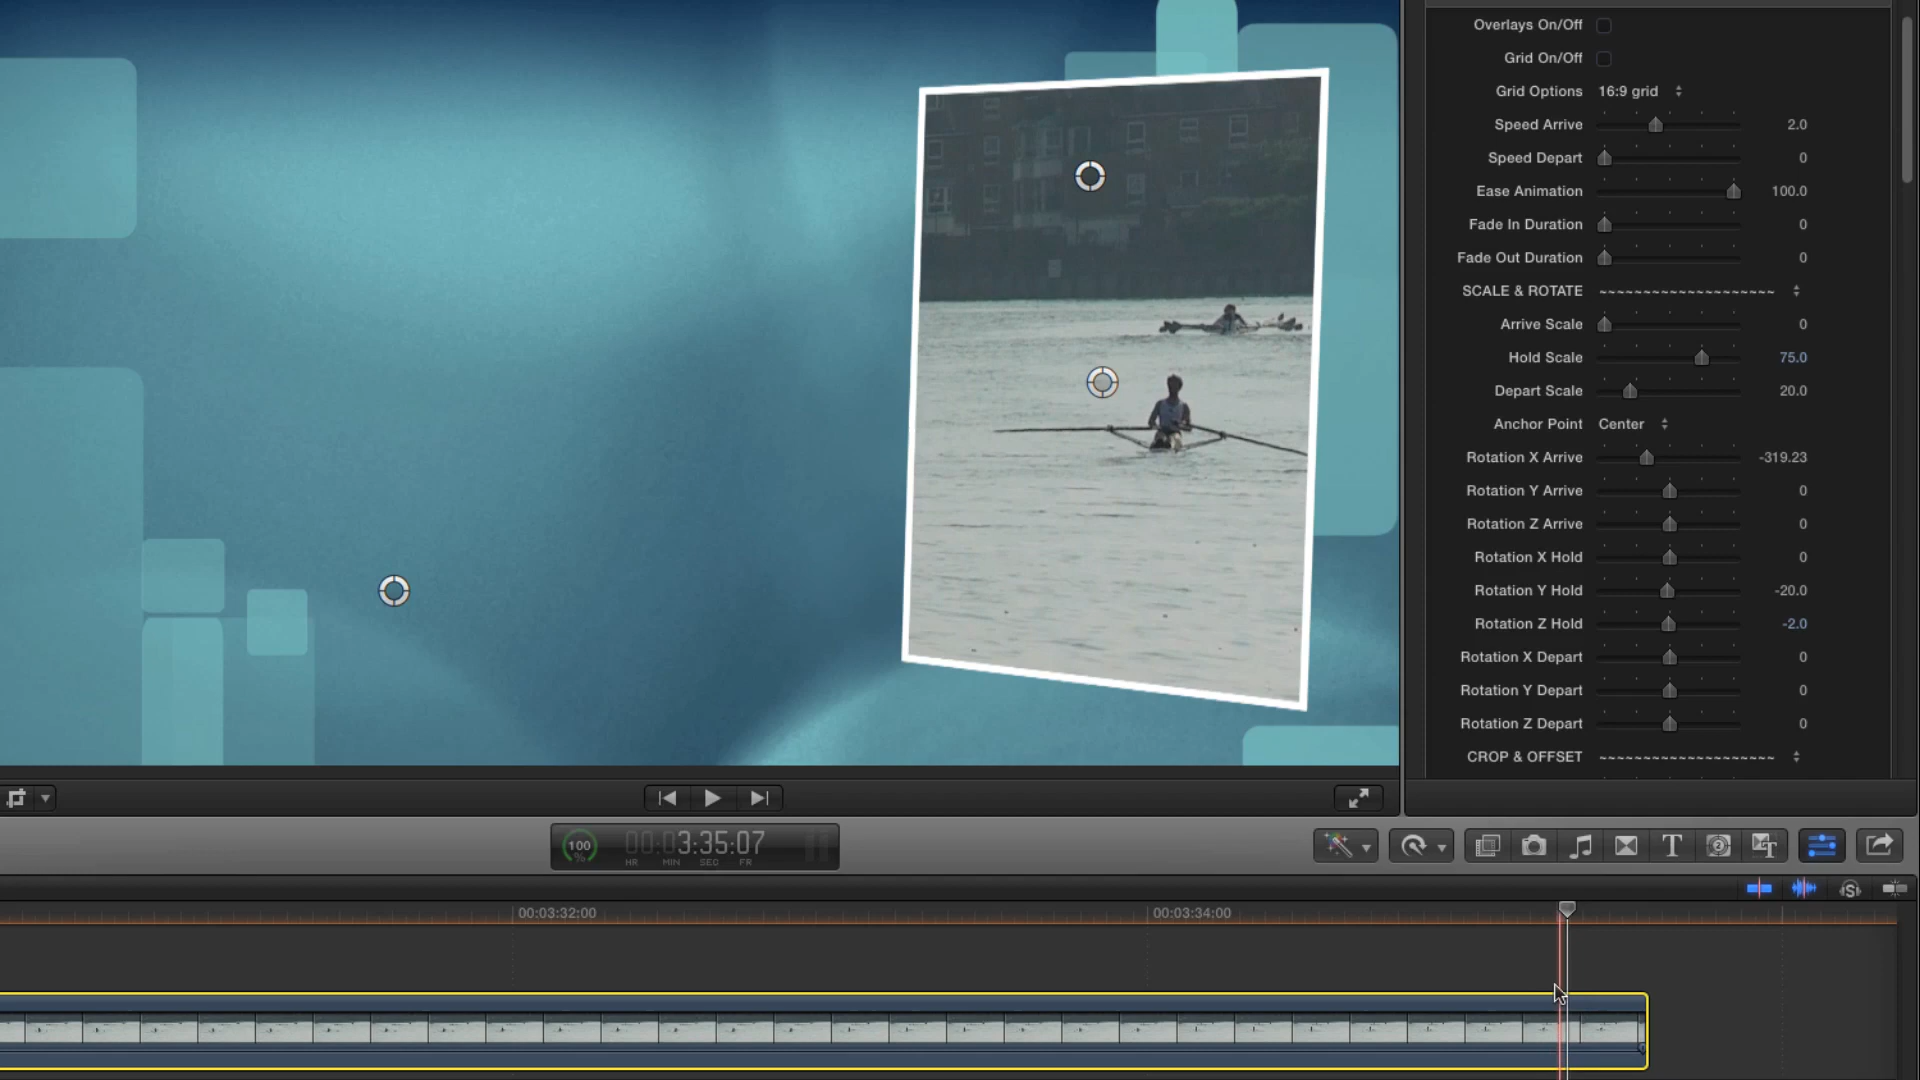 Overlays On/Off
Grid On/Off
Grid Options 16:9 grid
Speed Arrive 2.0
Speed Depart 0
Ease Animation 100.0
Fade In Duration 0
Fade Out Duration 0
SCALE & ROTATE ~~~~~~~~~~~~~~~~~~~~
Arrive Scale 0
Hold Scale 75.0
Depart Scale 20.0
Anchor Point Center
Rotation X Arrive -319.23
Rotation Y Arrive 0
Rotation Z Arrive 0
Rotation X Hold 0
Rotation Y Hold -20.0
Rotation Z Hold -2.0
Rotation X Depart 0
Rotation Y Depart 0
Rotation Z Depart 0
CROP & OFFSET ~~~~~~~~~~~~~~~~~~~~
100 % 00:03:35:07
HR MIN SEC FR
T 2 T
S
00:03:32:00 00:03:34:00